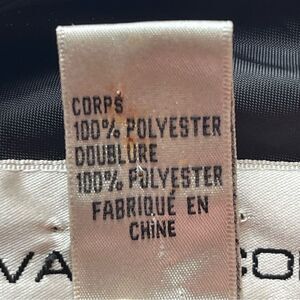 CORPS
100% POLYESTER
DOUBLURE
100% POLYESTER
FABRIQUÉ EN
CHINE